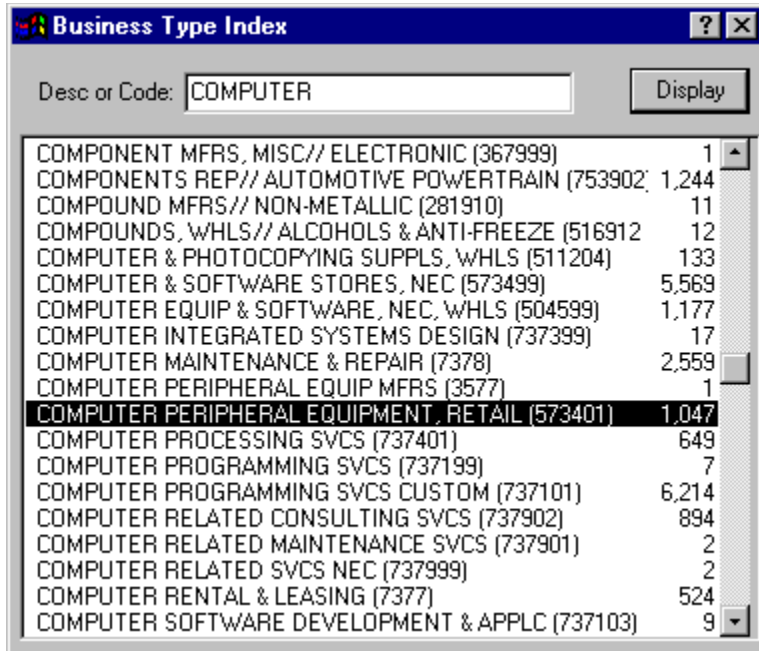 Business Type Index
Desc or Code: COMPUTER Display
COMPONENT MFRS, MISC// ELECTRONIC (367999) 1
COMPONENTS REP// AUTOMOTIVE POWERTRAIN (753902) 1,244
COMPOUND MFRS// NON-METALLIC (281910) 11
COMPOUNDS, WHLS// ALCOHOLS & ANTI-FREEZE (516912 12
COMPUTER & PHOTOCOPYING SUPPLS, WHLS (511204) 133
COMPUTER & SOFTWARE STORES, NEC (573499) 5,569
COMPUTER EQUIP & SOFTWARE, NEC, WHLS (504599) 1,177
COMPUTER INTEGRATED SYSTEMS DESIGN (737399) 17
COMPUTER MAINTENANCE & REPAIR (7378) 2,559
COMPUTER PERIPHERAL EQUIP MFRS (3577) 1
COMPUTER PERIPHERAL EQUIPMENT, RETAIL (573401) 1,047
COMPUTER PROCESSING SVCS (737401) 649
COMPUTER PROGRAMMING SVCS (737199) 7
COMPUTER PROGRAMMING SVCS CUSTOM (737101) 6,214
COMPUTER RELATED CONSULTING SVCS (737902) 894
COMPUTER RELATED MAINTENANCE SVCS (737901) 2
COMPUTER RELATED SVCS NEC (737999) 2
COMPUTER RENTAL & LEASING (7377) 524
COMPUTER SOFTWARE DEVELOPMENT & APPLC (737103) 9